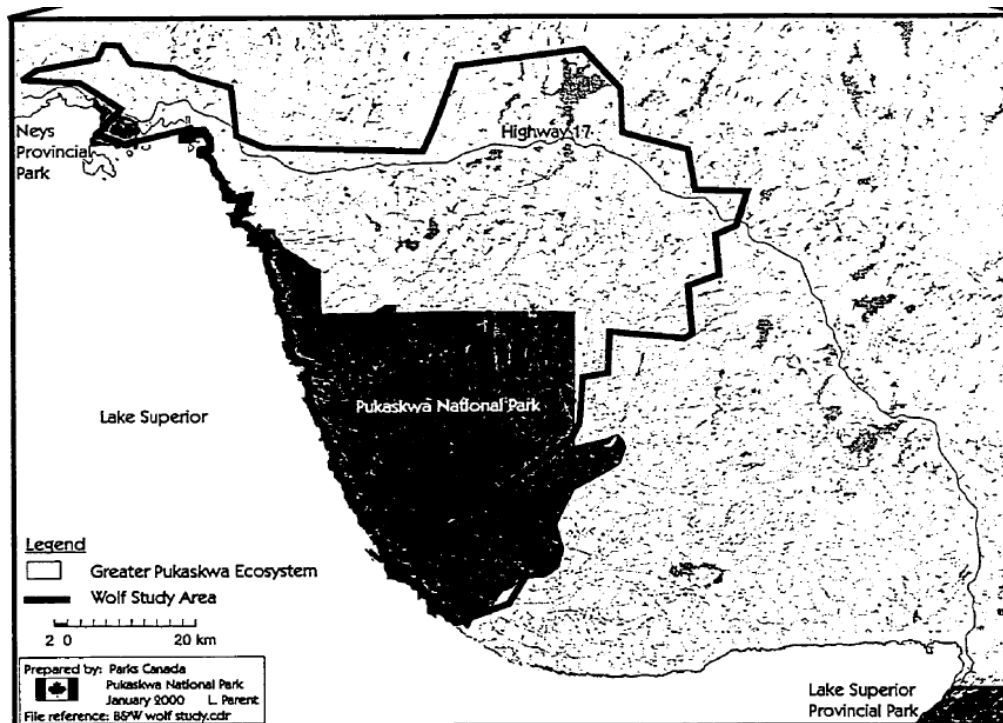 Neys
Provincial
Park
Highway 17
Lake Superior
Pukaskwa National Park
Legend
Greater Pukaskwa Ecosystem
Wolf Study Area
2 0 20 km
Prepared by: Parks Canada
Pukaskwa National Park
January 2000 L. Parent
File reference: B&W wolf study.cdr
Lake Superior
Provincial Park